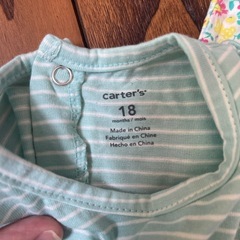 carter's®
18
months / mois
Made in China
Fabriqué en Chine
Hecho en China